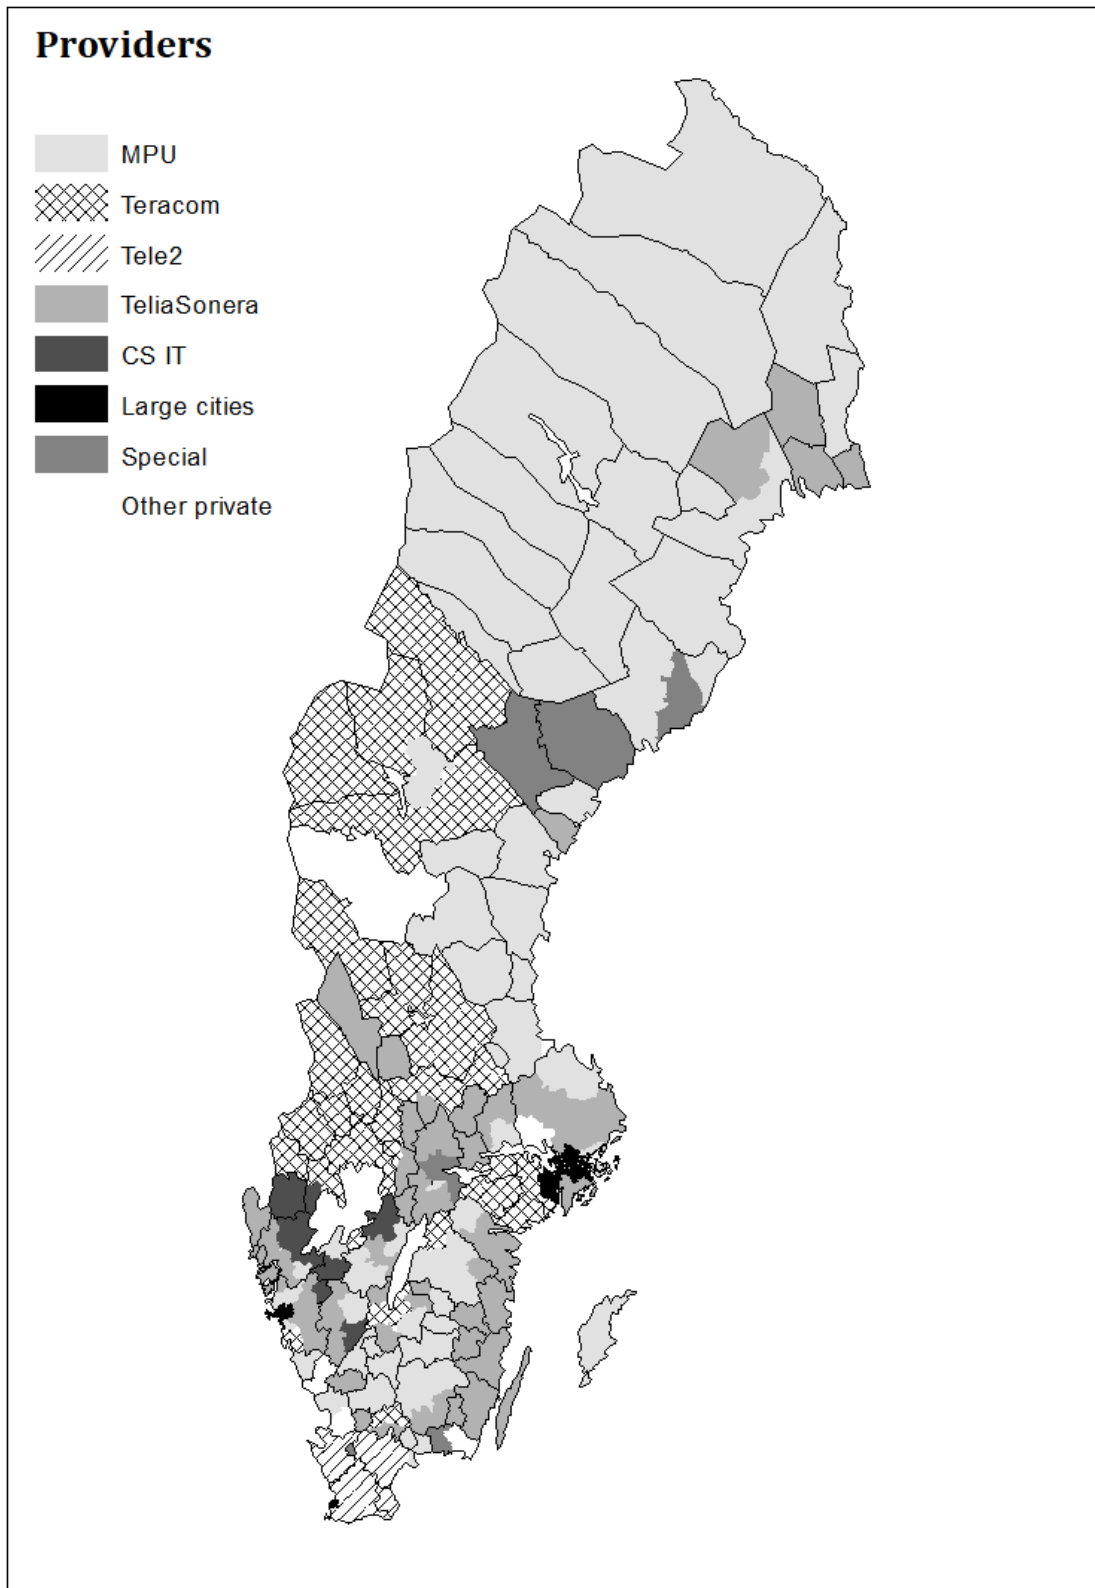 Providers
MPU
Teracom
Tele2
TeliaSonera
CS IT
Large cities
Special
Other private